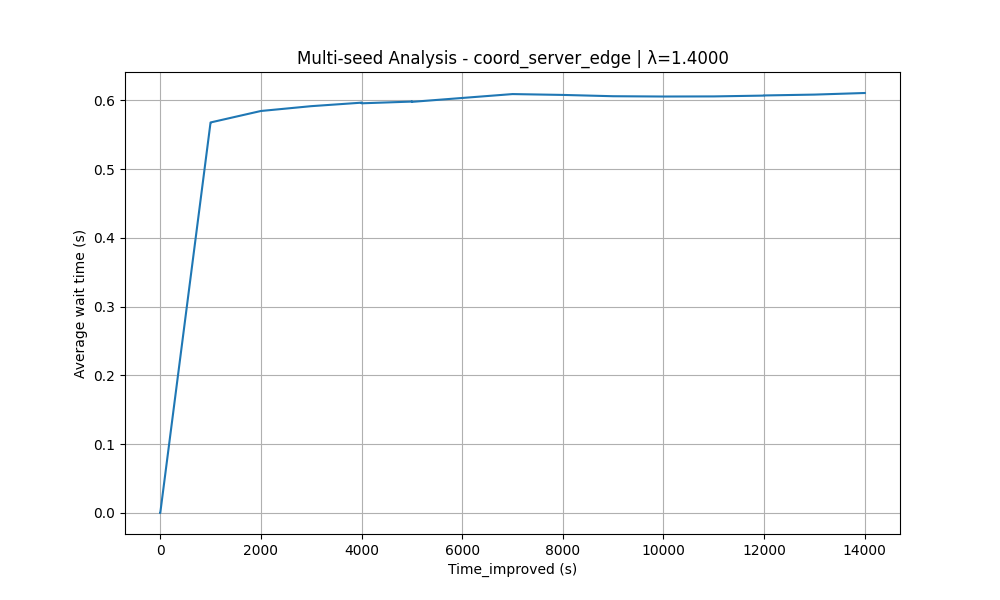 Multi-seed Analysis - coord_server_edge | λ=1.4000
Average wait time (s)
0.6
0.5
0.4
0.3
0.2
0.1
0.0
0 2000 4000 6000 8000 10000 12000 14000
Time_improved (s)